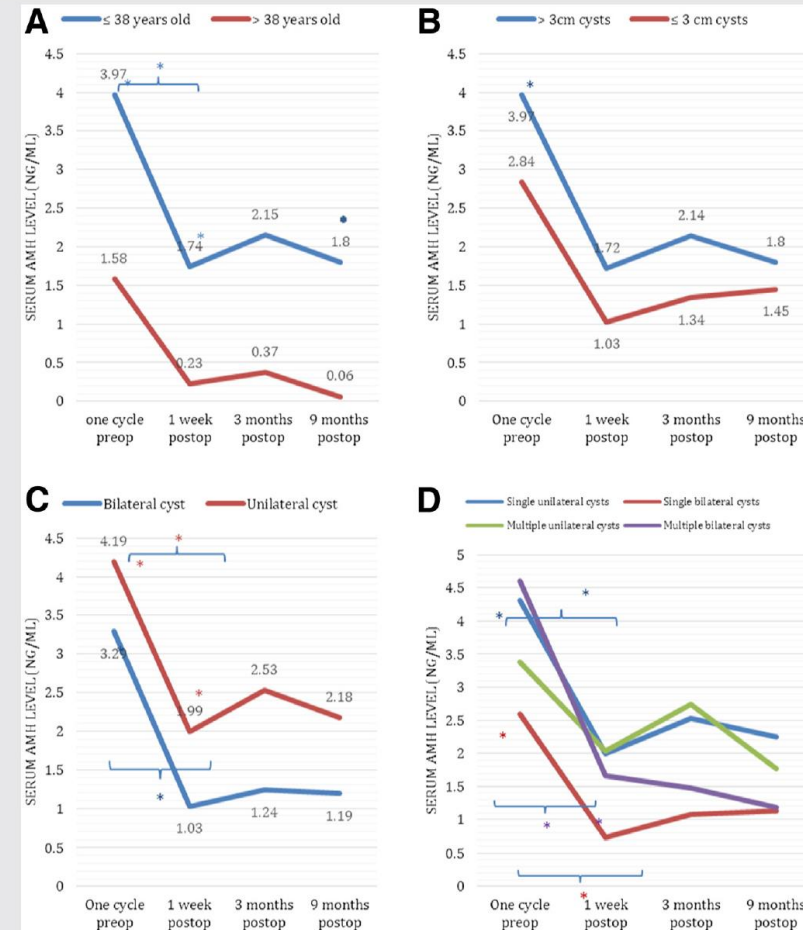 A
≤ 38 years old
> 38 years old
4.5
4
3.5
3
2.5
2
1.5
1
0.5
0
SERUM AMH LEVEL (NG/ML)
3.97
*
*
1.74
*
2.15
1.8
1.58
0.23
0.37
0.06
one cycle preop
1 week postop
3 months postop
9 months postop
B
> 3cm cysts
≤ 3 cm cysts
4.5
4
3.5
3
2.5
2
1.5
1
0.5
0
SERUM AMH LEVEL (NG/ML)
*
3.97
2.84
1.72
2.14
1.8
1.03
1.34
1.45
One cycle preop
1 week postop
3 months postop
9 months postop
C
Bilateral cyst
Unilateral cyst
4.5
4
3.5
3
2.5
2
1.5
1
0.5
0
SERUM AMH LEVEL (NG/ML)
4.19
*
*
*
1.99
2.53
2.18
3.29
*
1.03
1.24
1.19
One cycle preop
1 week postop
3 months postop
9 months postop
D
Single unilateral cysts
Single bilateral cysts
Multiple unilateral cysts
Multiple bilateral cysts
5
4.5
4
3.5
3
2.5
2
1.5
1
0.5
0
SERUM AMH LEVEL (NG/ML)
*
*
*
*
*
*
One cycle preop
1 week postop
3 months postop
9 months postop